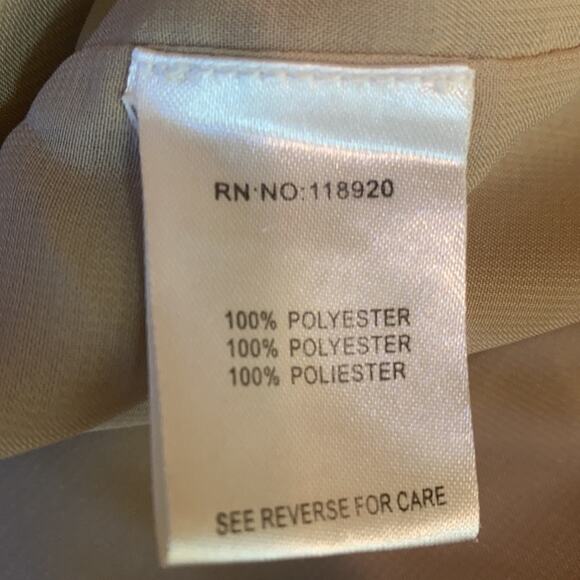 RN·NO:118920
100% POLYESTER
100% POLYESTER
100% POLIESTER
SEE REVERSE FOR CARE